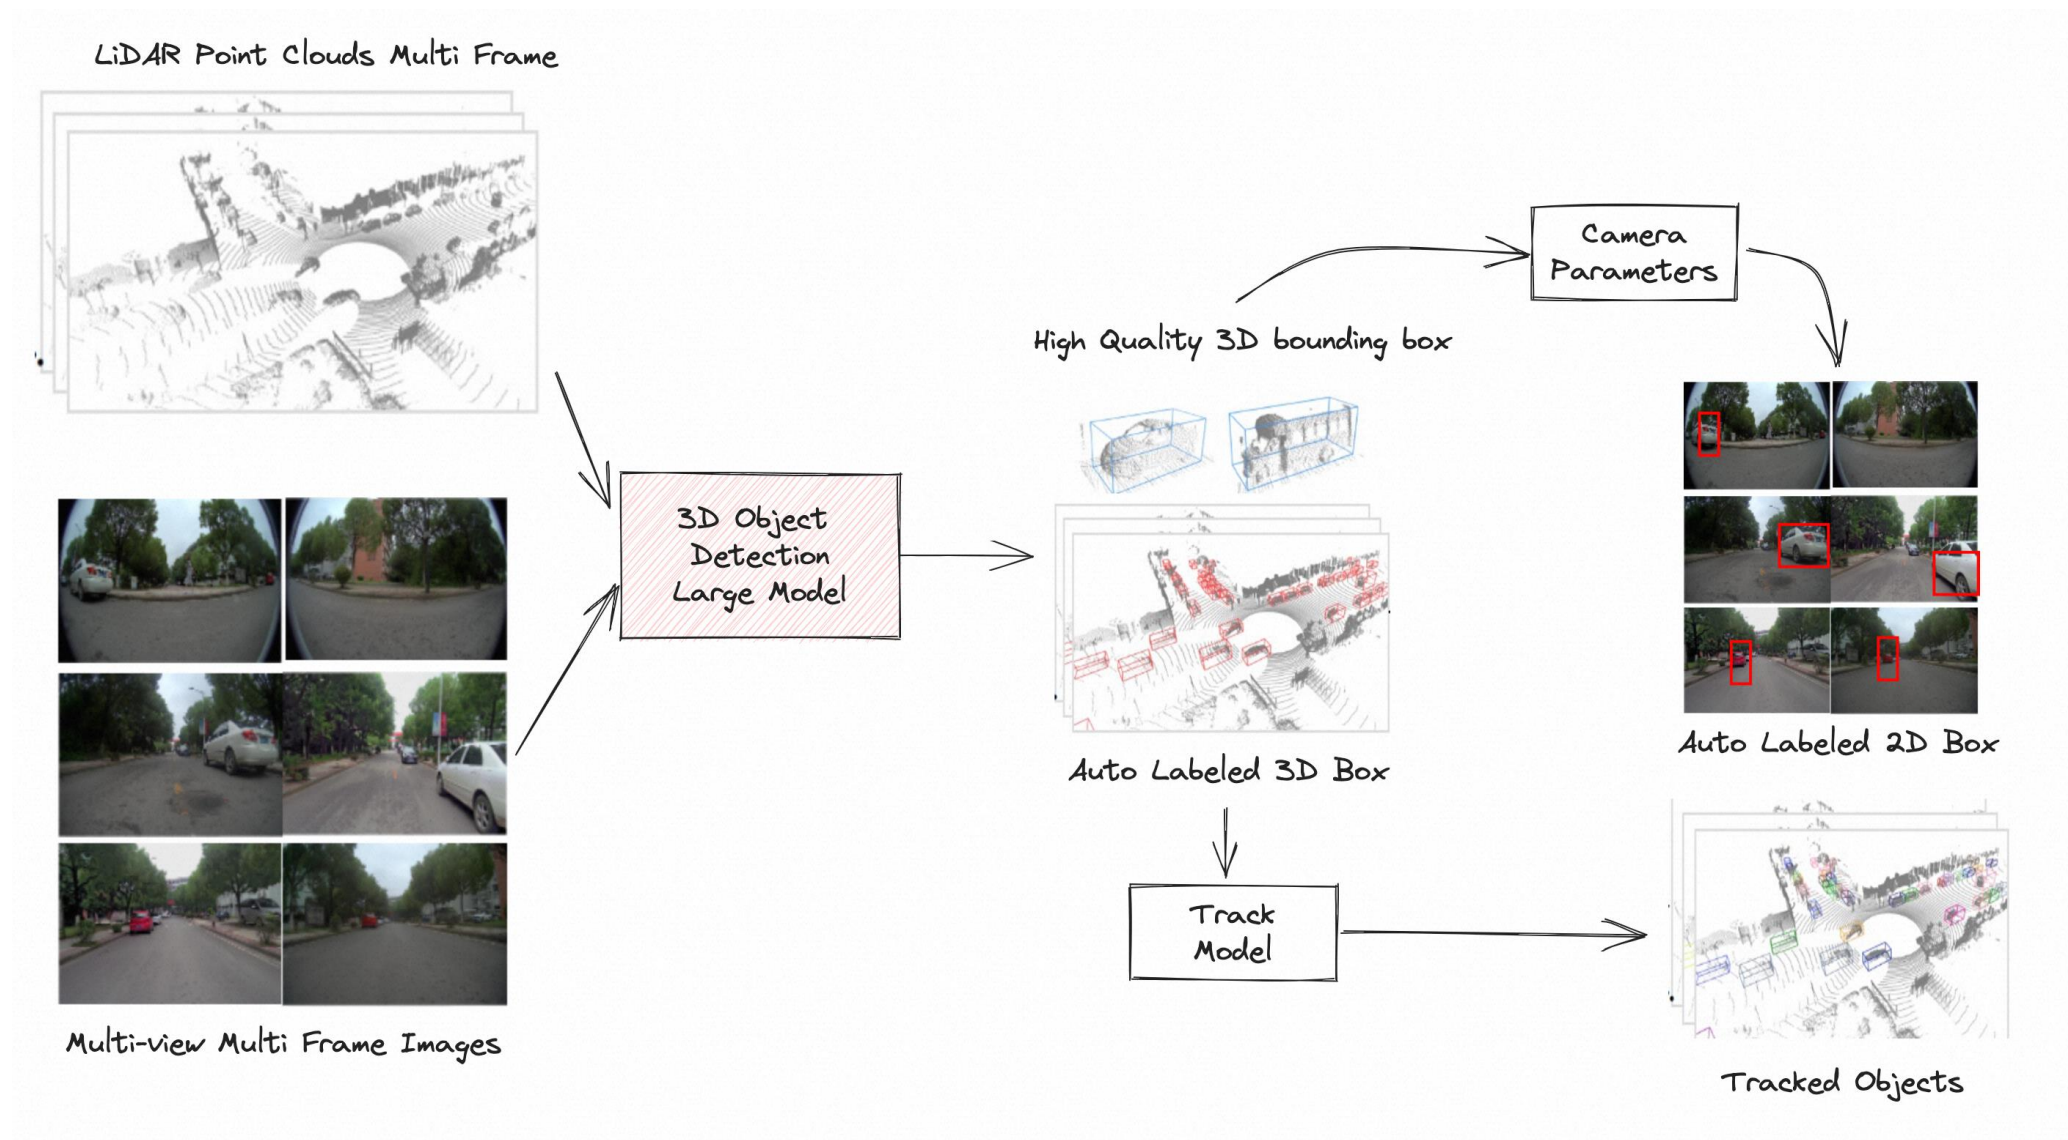 LiDAR Point Clouds Multi Frame
Camera
Parameters
High Quality 3D bounding box
3D Object
Detection
Large Model
Auto Labeled 2D Box
Auto Labeled 3D Box
Track
Model
Multi-view Multi Frame Images
Tracked Objects